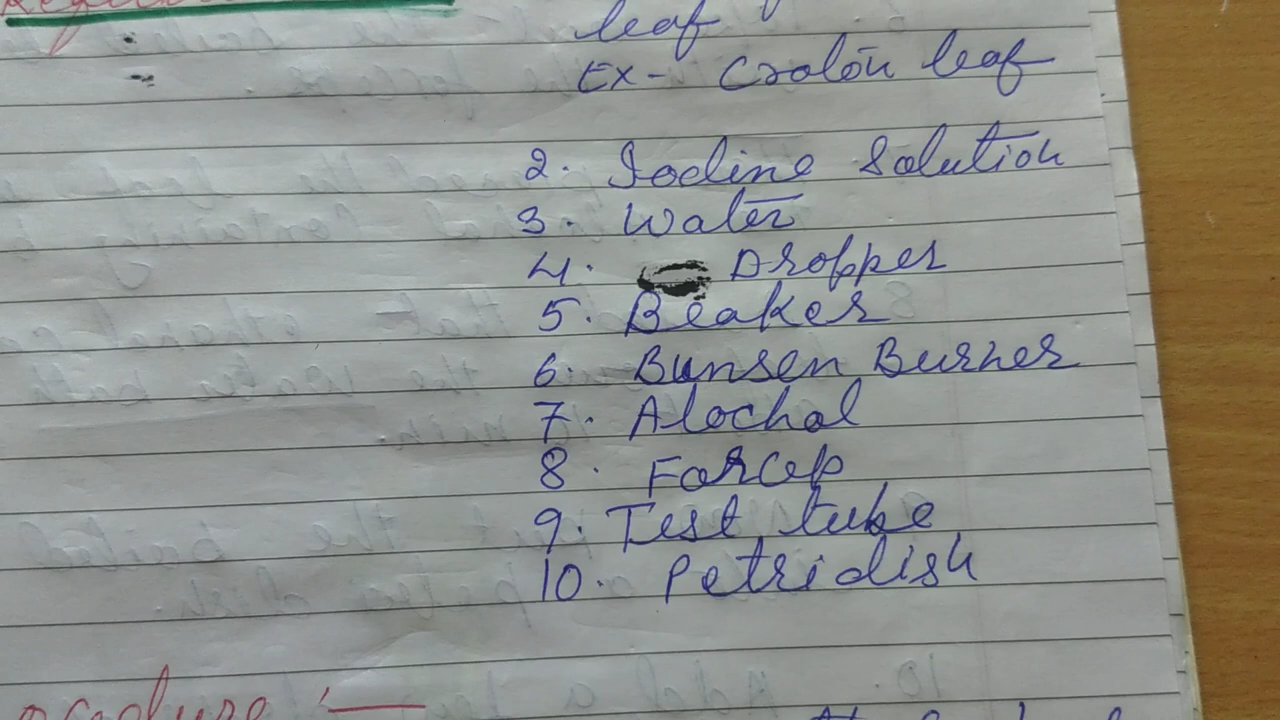 leaf
Ex- Croton leaf
2. Iodine Solution
3. Water
4. Dropper
5. Beaker
6. Bunsen Burner
7. Alochal
8. Forcep
9. Test tube
10. Petridish